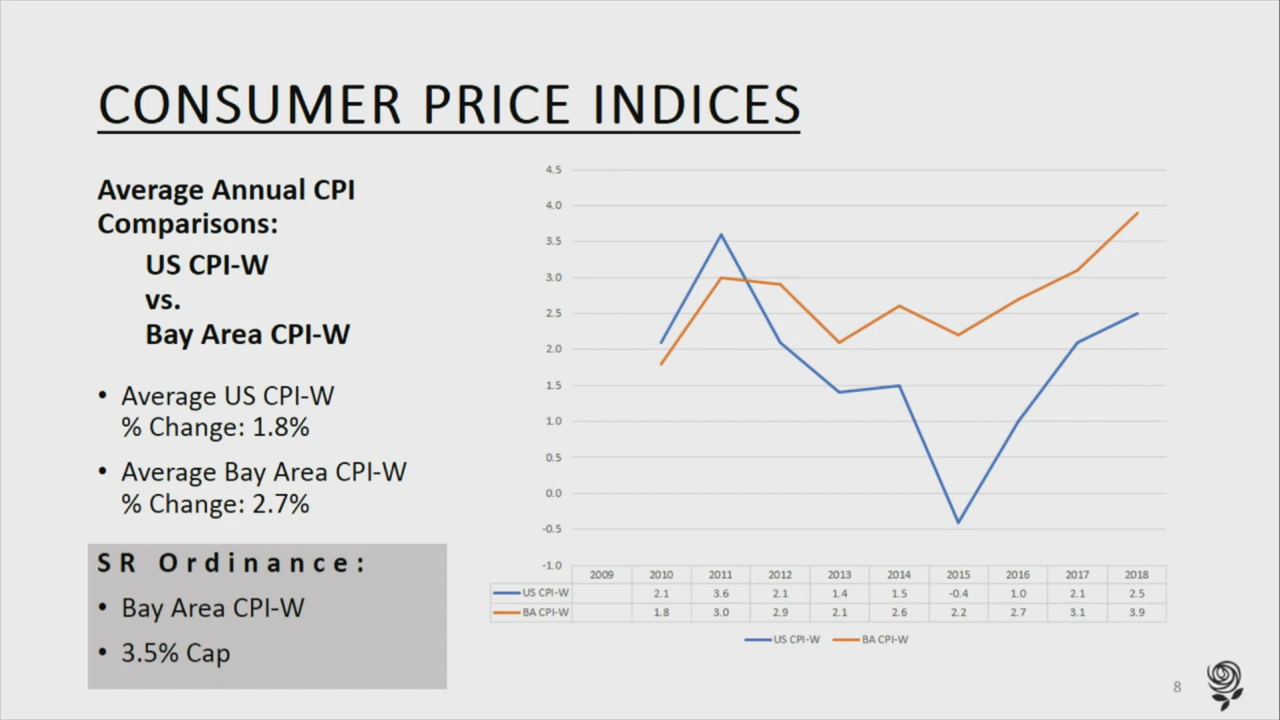 CONSUMER PRICE INDICES
Average Annual CPI
Comparisons:
US CPI-W
vs.
Bay Area CPI-W
• Average US CPI-W
% Change: 1.8%
• Average Bay Area CPI-W
% Change: 2.7%
SR Ordinance:
• Bay Area CPI-W
• 3.5% Cap
4.5
4.0
3.5
3.0
2.5
2.0
1.5
1.0
0.5
0.0
-0.5
-1.0
2009 2010 2011 2012 2013 2014 2015 2016 2017 2018
US CPI-W 2.1 3.6 2.1 1.4 1.5 -0.4 1.0 2.1 2.5
BA CPI-W 1.8 3.0 2.9 2.1 2.6 2.2 2.7 3.1 3.9
US CPI-W BA CPI-W
8